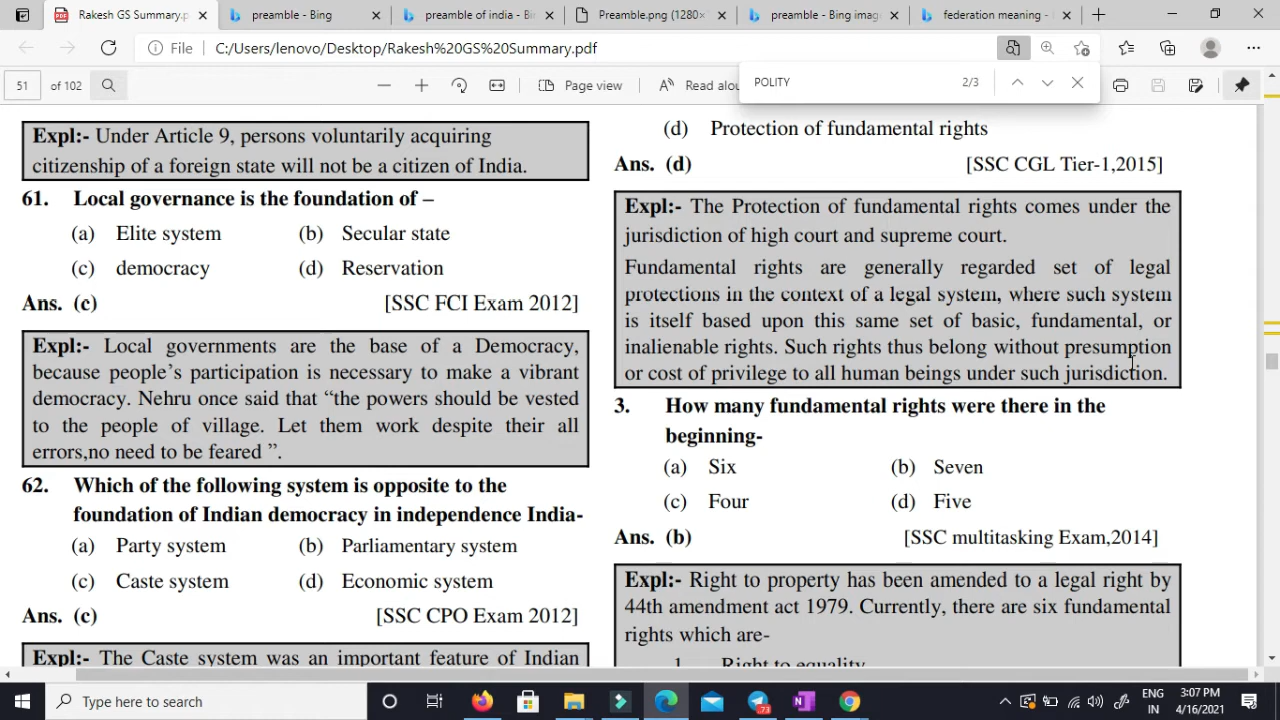 Rakesh GS Summary.p
preamble - Bing
preamble of india - B
Preamble.png (1280×
preamble - Bing imag
federation meaning -
File
C:/Users/lenovo/Desktop/Rakesh%20GS%20Summary.pdf
51
of 102
Page view
Read alou
POLITY
2/3
Expl:- Under Article 9, persons voluntarily acquiring
citizenship of a foreign state will not be a citizen of India.
61. Local governance is the foundation of –
(a) Elite system (b) Secular state
(c) democracy (d) Reservation
Ans. (c) [SSC FCI Exam 2012]
Expl:- Local governments are the base of a Democracy,
because people's participation is necessary to make a vibrant
democracy. Nehru once said that “the powers should be vested
to the people of village. Let them work despite their all
errors,no need to be feared ”.
62. Which of the following system is opposite to the
foundation of Indian democracy in independence India-
(a) Party system (b) Parliamentary system
(c) Caste system (d) Economic system
Ans. (c) [SSC CPO Exam 2012]
Expl:- The Caste system was an important feature of Indian
(d) Protection of fundamental rights
Ans. (d) [SSC CGL Tier-1,2015]
Expl:- The Protection of fundamental rights comes under the
jurisdiction of high court and supreme court.
Fundamental rights are generally regarded set of legal
protections in the context of a legal system, where such system
is itself based upon this same set of basic, fundamental, or
inalienable rights. Such rights thus belong without presumption
or cost of privilege to all human beings under such jurisdiction.
3. How many fundamental rights were there in the
beginning-
(a) Six (b) Seven
(c) Four (d) Five
Ans. (b) [SSC multitasking Exam,2014]
Expl:- Right to property has been amended to a legal right by
44th amendment act 1979. Currently, there are six fundamental
rights which are-
1. Right to equality
Type here to search
73
ENG
IN
3:07 PM
4/16/2021